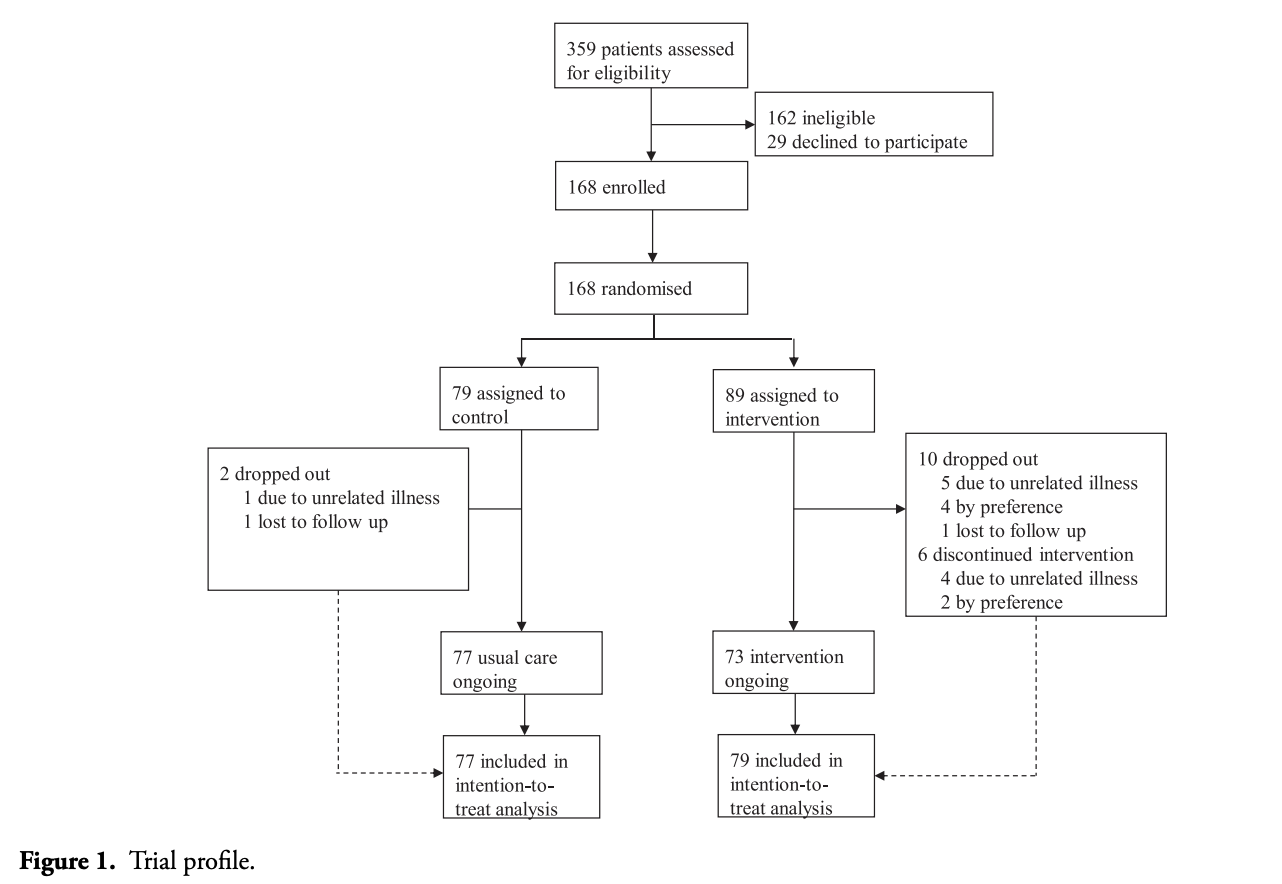 359 patients assessed
for eligibility
162 ineligible
29 declined to participate
168 enrolled
168 randomised
79 assigned to
control
89 assigned to
intervention
2 dropped out
1 due to unrelated illness
1 lost to follow up
10 dropped out
5 due to unrelated illness
4 by preference
1 lost to follow up
6 discontinued intervention
4 due to unrelated illness
2 by preference
77 usual care
ongoing
73 intervention
ongoing
77 included in
intention-to-
treat analysis
79 included in
intention-to-
treat analysis
Figure 1. Trial profile.